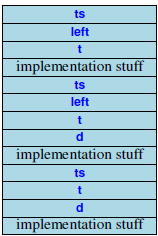 ts
left
t
implementation stuff
ts
left
t
d
implementation stuff
ts
t
d
implementation stuff